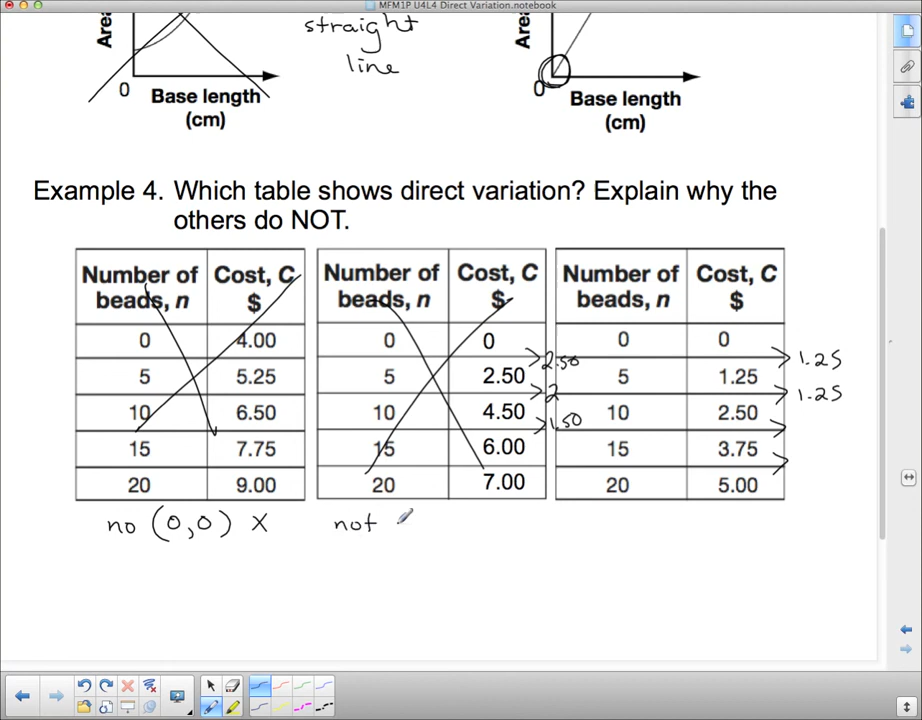 MFM1P U4L4 Direct Variation.notebook
Area
0
Base length
(cm)
straight
line
Area
0
Base length
(cm)
Example 4. Which table shows direct variation? Explain why the
others do NOT.
Number of beads, n Cost, C $
0 4.00
5 5.25
10 6.50
15 7.75
20 9.00
no (0,0) X
Number of beads, n Cost, C $
0 0
5 2.50
10 4.50
15 6.00
20 7.00
2.50
2
1.50
not
Number of beads, n Cost, C $
0 0
5 1.25
10 2.50
15 3.75
20 5.00
1.25
1.25